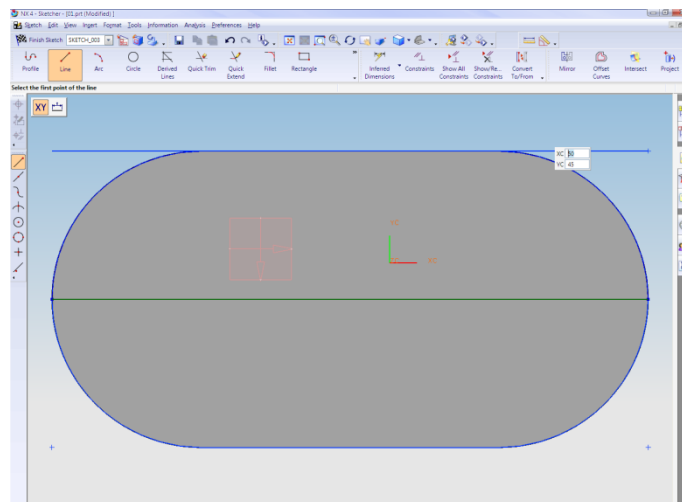 NX 4 - Sketcher - [01.prt (Modified) ]
Sketch Edit View Insert Format Tools Information Analysis Preferences Help
Finish Sketch SKETCH_003
Profile Line Arc Circle Derived Lines Quick Trim Quick Extend Fillet Rectangle Inferred Dimensions Constraints Show All Constraints Show/Re... Constraints Convert To/From Mirror Offset Curves Intersect Project
Select the first point of the line
XY
XC
YC 45
YC
XC